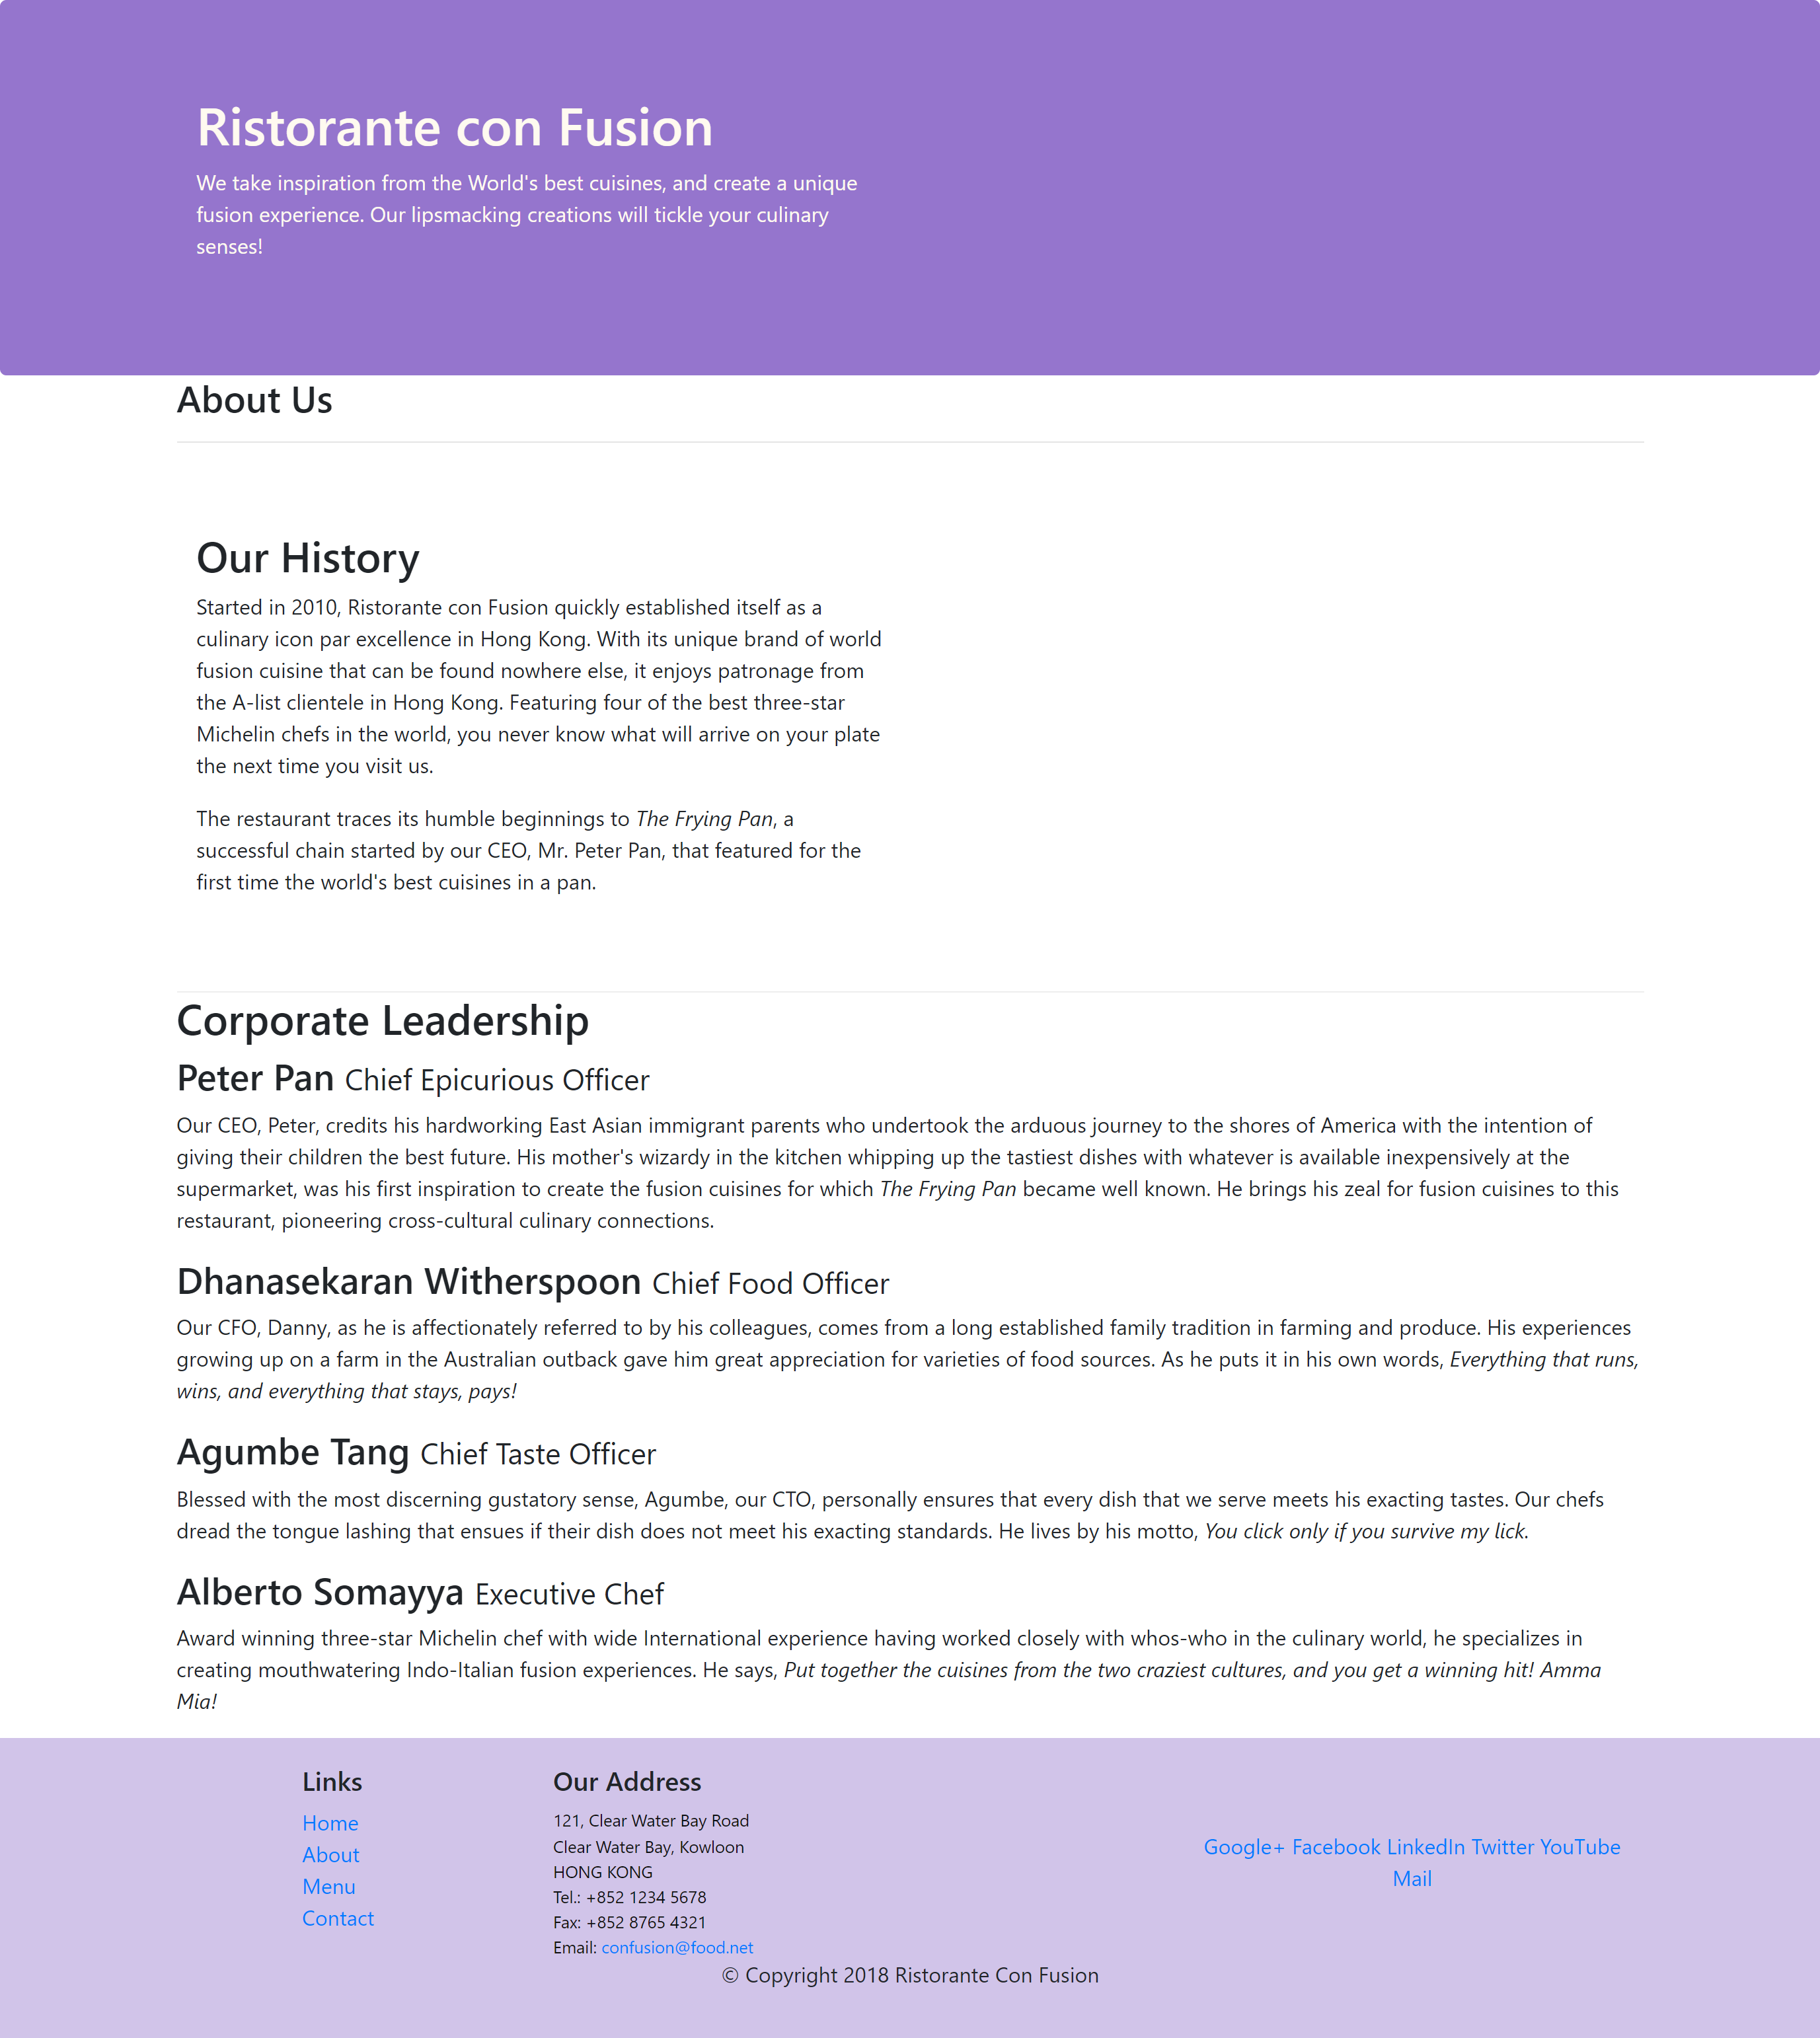 Ristorante con Fusion
We take inspiration from the World's best cuisines, and create a unique
fusion experience. Our lipsmacking creations will tickle your culinary
senses!
About Us
Our History
Started in 2010, Ristorante con Fusion quickly established itself as a
culinary icon par excellence in Hong Kong. With its unique brand of world
fusion cuisine that can be found nowhere else, it enjoys patronage from
the A-list clientele in Hong Kong. Featuring four of the best three-star
Michelin chefs in the world, you never know what will arrive on your plate
the next time you visit us.
The restaurant traces its humble beginnings to The Frying Pan, a
successful chain started by our CEO, Mr. Peter Pan, that featured for the
first time the world's best cuisines in a pan.
Corporate Leadership
Peter Pan Chief Epicurious Officer
Our CEO, Peter, credits his hardworking East Asian immigrant parents who undertook the arduous journey to the shores of America with the intention of
giving their children the best future. His mother's wizardy in the kitchen whipping up the tastiest dishes with whatever is available inexpensively at the
supermarket, was his first inspiration to create the fusion cuisines for which The Frying Pan became well known. He brings his zeal for fusion cuisines to this
restaurant, pioneering cross-cultural culinary connections.
Dhanasekaran Witherspoon Chief Food Officer
Our CFO, Danny, as he is affectionately referred to by his colleagues, comes from a long established family tradition in farming and produce. His experiences
growing up on a farm in the Australian outback gave him great appreciation for varieties of food sources. As he puts it in his own words, Everything that runs,
wins, and everything that stays, pays!
Agumbe Tang Chief Taste Officer
Blessed with the most discerning gustatory sense, Agumbe, our CTO, personally ensures that every dish that we serve meets his exacting tastes. Our chefs
dread the tongue lashing that ensues if their dish does not meet his exacting standards. He lives by his motto, You click only if you survive my lick.
Alberto Somayya Executive Chef
Award winning three-star Michelin chef with wide International experience having worked closely with whos-who in the culinary world, he specializes in
creating mouthwatering Indo-Italian fusion experiences. He says, Put together the cuisines from the two craziest cultures, and you get a winning hit! Amma
Mia!
Links
Home
About
Menu
Contact
Our Address
121, Clear Water Bay Road
Clear Water Bay, Kowloon
HONG KONG
Tel.: +852 1234 5678
Fax: +852 8765 4321
Email: confusion@food.net
Google+ Facebook LinkedIn Twitter YouTube
Mail
© Copyright 2018 Ristorante Con Fusion